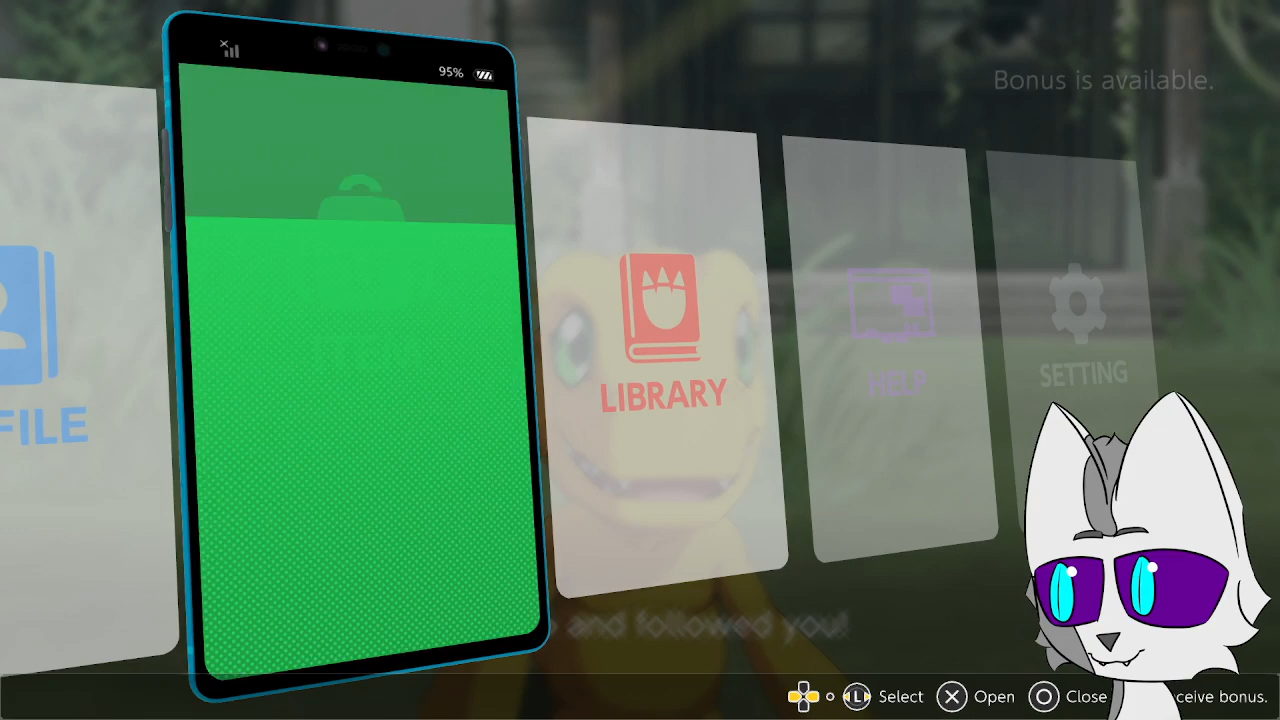 95%
Bonus is available.
FILE
LIBRARY
HELP
SETTING
and followed you!
L Select Open Close ceive bonus.